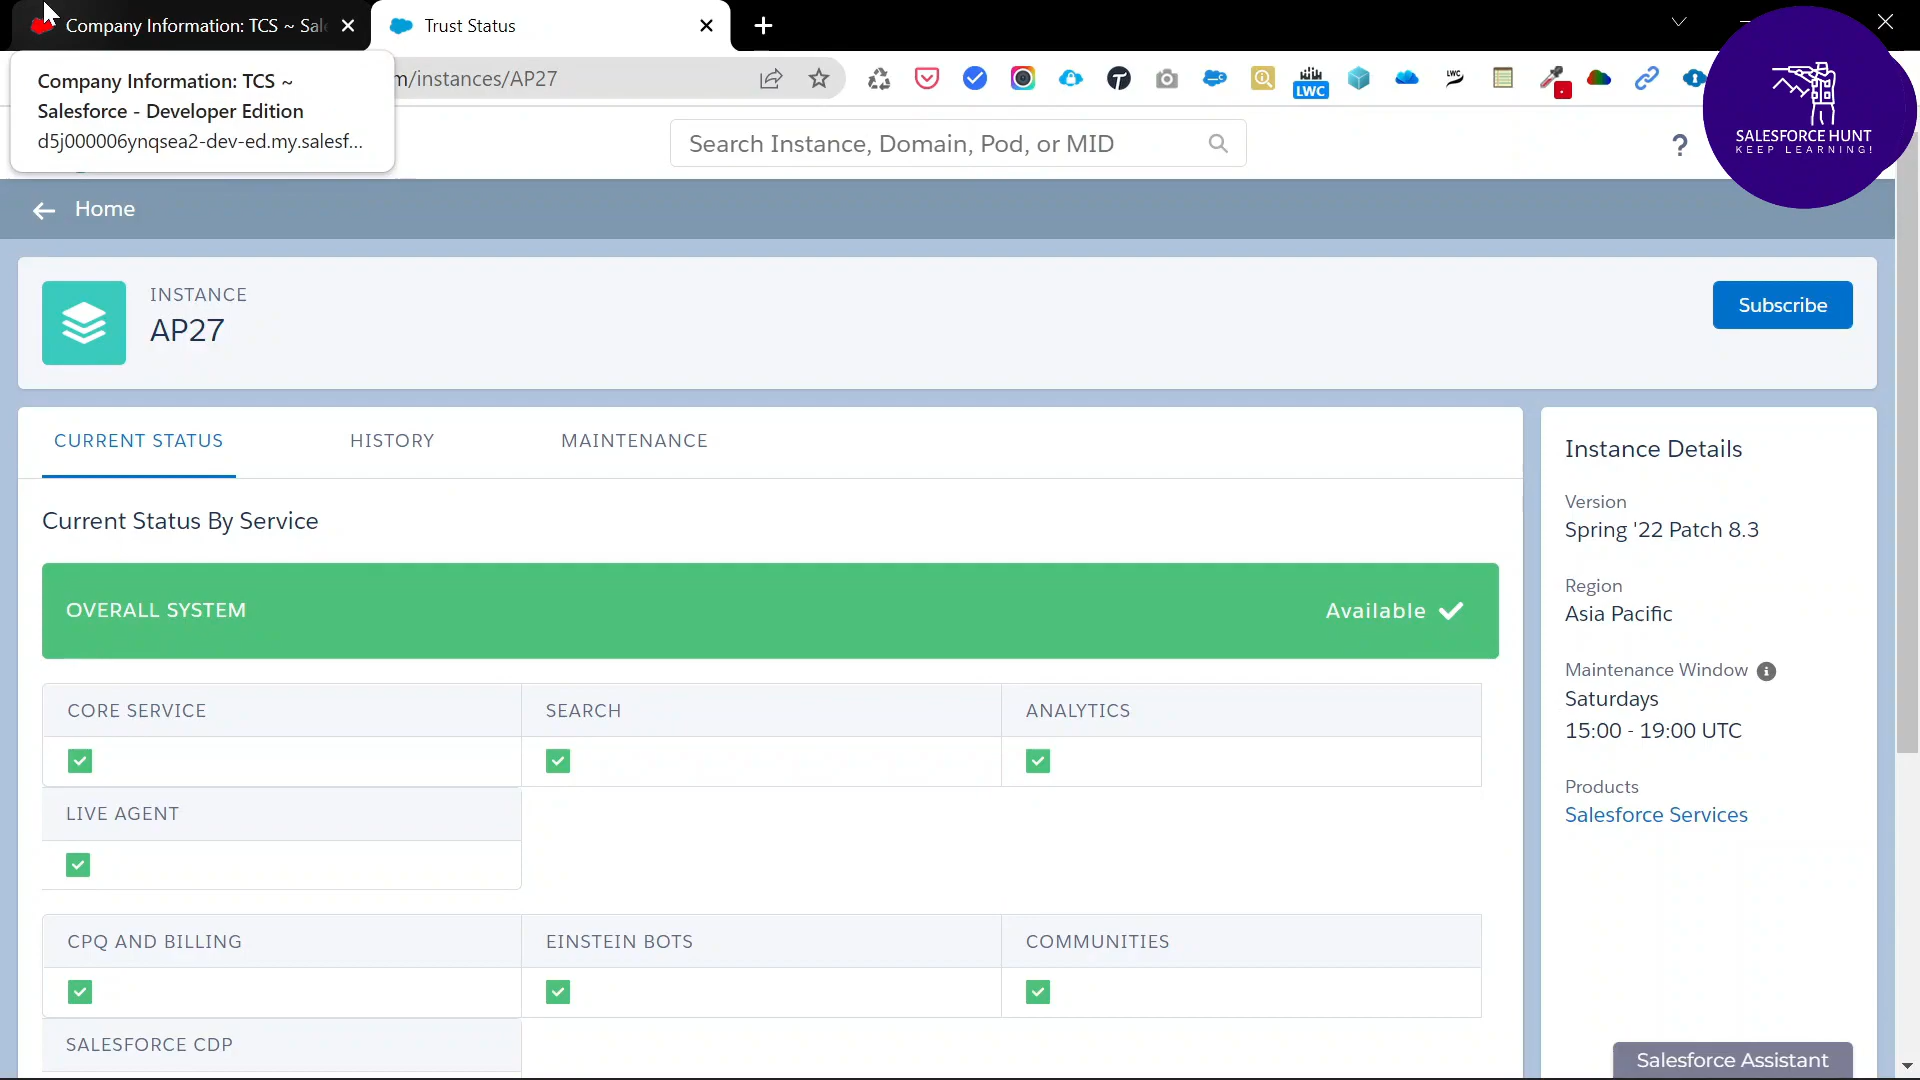 Company Information: TCS ~ Sal
Trust Status
Company Information: TCS ~
Salesforce - Developer Edition
d5j000006ynqsea2-dev-ed.my.salesf...
m/instances/AP27
LWC
LWC
Search Instance, Domain, Pod, or MID
?
SALESFORCE HUNT
KEEP LEARNING!
Home
INSTANCE
AP27
Subscribe
CURRENT STATUS
HISTORY
MAINTENANCE
Current Status By Service
OVERALL SYSTEM
Available
CORE SERVICE
SEARCH
ANALYTICS
LIVE AGENT
CPQ AND BILLING
EINSTEIN BOTS
COMMUNITIES
SALESFORCE CDP
Instance Details
Version
Spring '22 Patch 8.3
Region
Asia Pacific
Maintenance Window
Saturdays
15:00 - 19:00 UTC
Products
Salesforce Services
Salesforce Assistant